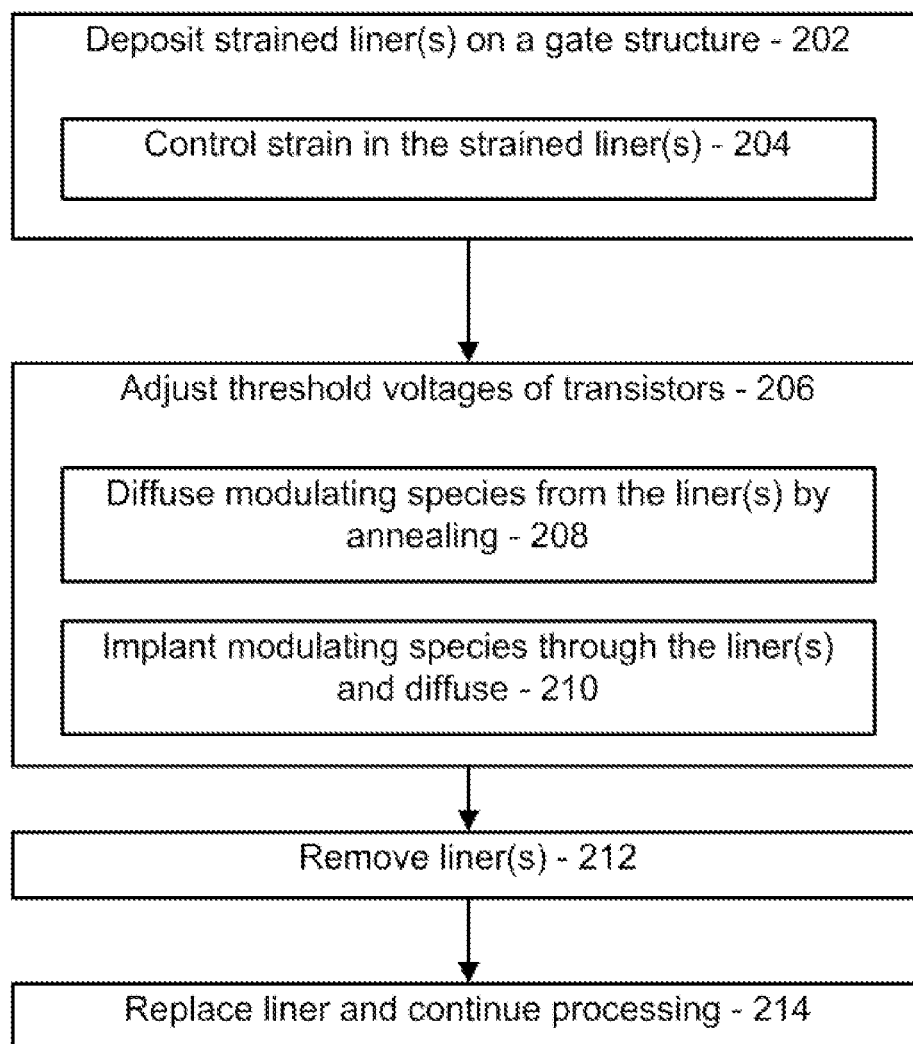 Deposit strained liner(s) on a gate structure - 202
Control strain in the strained liner(s) - 204
Adjust threshold voltages of transistors - 206
Diffuse modulating species from the liner(s) by
annealing - 208
Implant modulating species through the liner(s)
and diffuse - 210
Remove liner(s) - 212
Replace liner and continue processing - 214